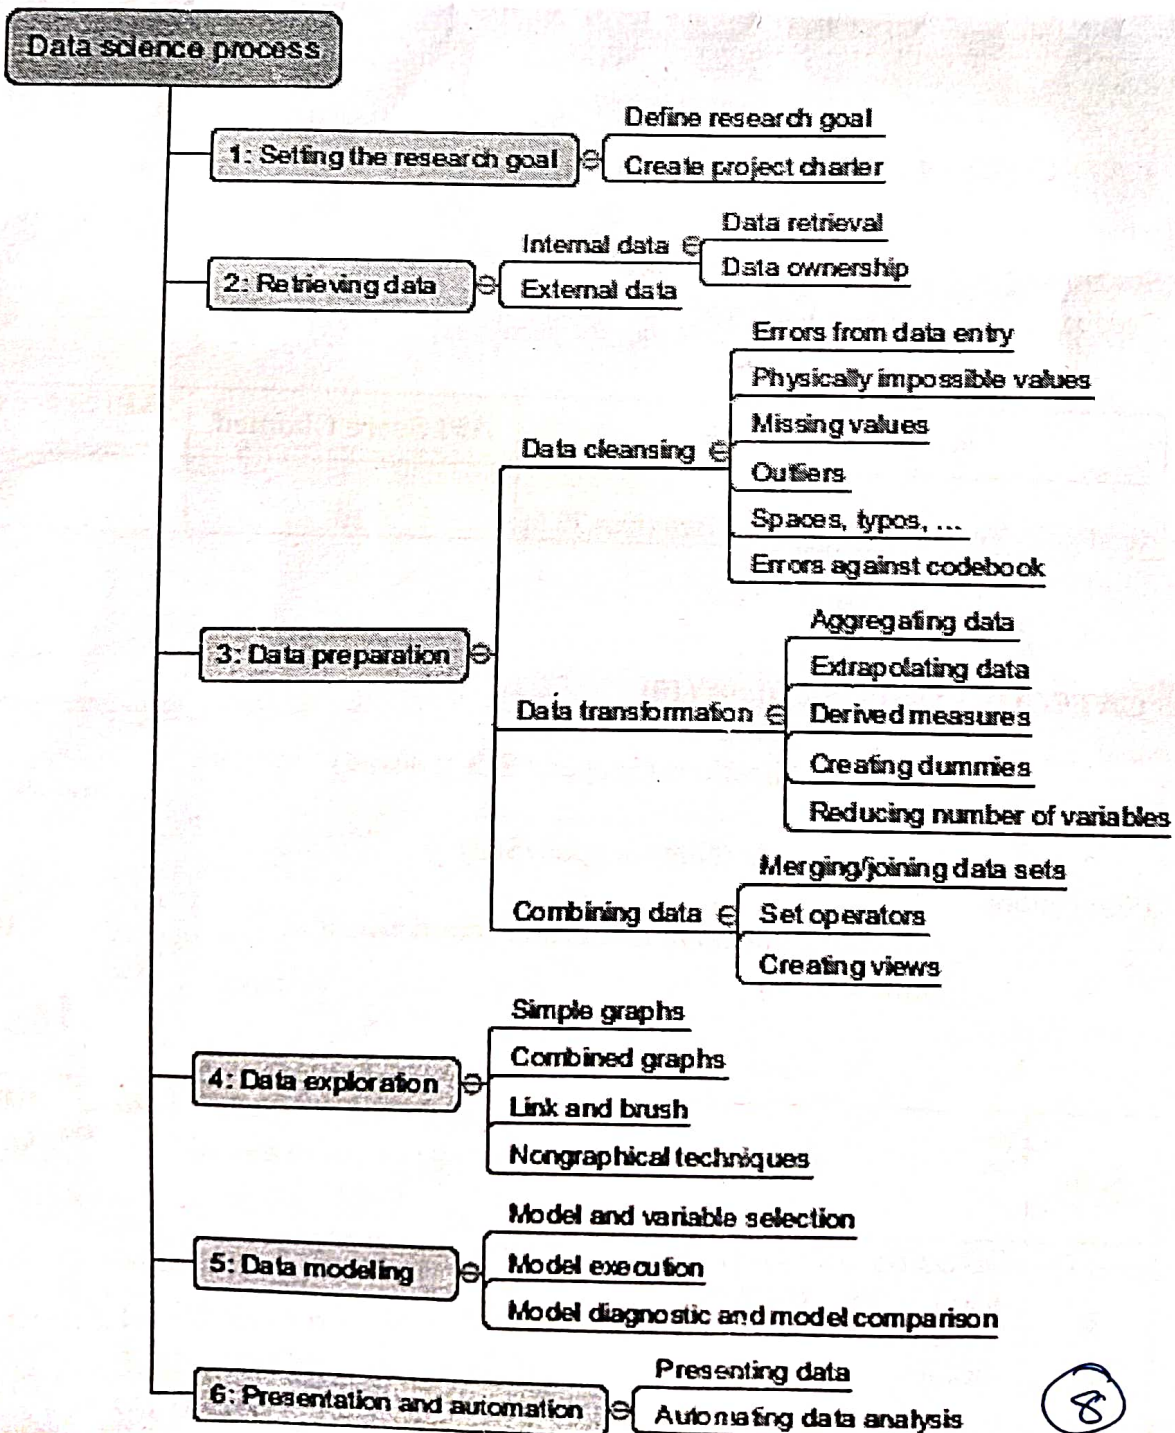 Data science process
Define research goal
1: Setting the research goal
Create project charter
Data retrieval
Internal data
Data ownership
2: Retrieving data
External data
Errors from data entry
Physically impossible values
Missing values
Data cleansing
Outliers
Spaces, typos, ...
Errors against codebook
Aggregating data
3: Data preparation
Extrapolating data
Data transformation
Derived measures
Creating dummies
Reducing number of variables
Merging/joining data sets
Combining data
Set operators
Creating views
Simple graphs
Combined graphs
4: Data exploration
Link and brush
Nongraphical techniques
Model and variable selection
5: Data modeling
Model execution
Model diagnostic and model comparison
Presenting data
6: Presentation and automation
Automating data analysis
8